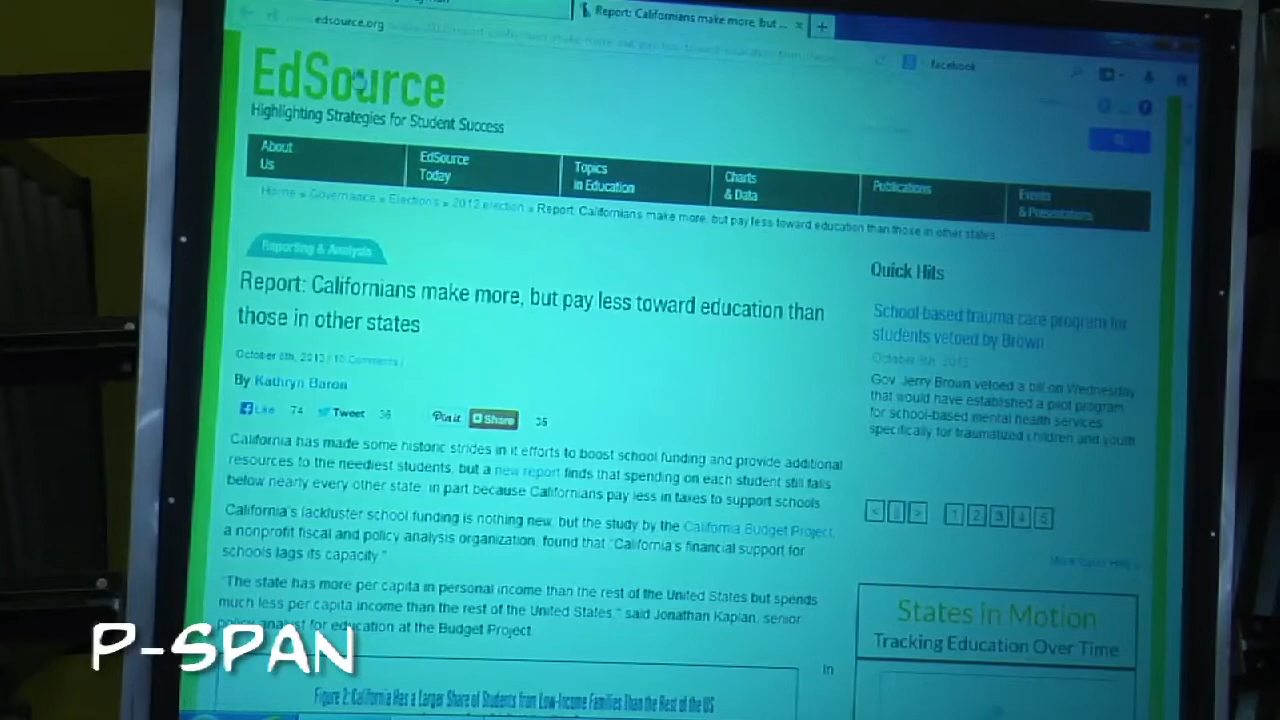 Report: Californians make more, but ...
edsource.org
facebook
EdSource
Highlighting Strategies for Student Success
About
Us
EdSource
Today
Topics
in Education
Charts
& Data
Publications
Events
& Presentations
Home » Governance » Elections » 2012 election » Report: Californians make more, but pay less toward education than those in other states
Reporting & Analysis
Report: Californians make more, but pay less toward education than
those in other states
Quick Hits
School-based trauma care program for
students vetoed by Brown
October 8th, 2013 | 10 Comments |
By Kathryn Baron
Gov. Jerry Brown vetoed a bill on Wednesday
that would have established a pilot program
for school-based mental health services
specifically for traumatized children and youth
Like 74 Tweet 36 Pin it Share 35
California has made some historic strides in it efforts to boost school funding and provide additional
resources to the neediest students, but a new report finds that spending on each student still falls
below nearly every other state, in part because Californians pay less in taxes to support schools.
< || > 1 2 3 4 5
California's lackluster school funding is nothing new, but the study by the California Budget Project,
a nonprofit fiscal and policy analysis organization, found that "California's financial support for
schools lags its capacity."
More Quick Hits
"The state has more per capita in personal income than the rest of the United States but spends
much less per capita income than the rest of the United States," said Jonathan Kaplan, senior
policy analyst for education at the Budget Project.
States in Motion
Tracking Education Over Time
In
Figure 2: California Has a Larger Share of Students from Low-Income Families Than the Rest of the US
P-SPAN